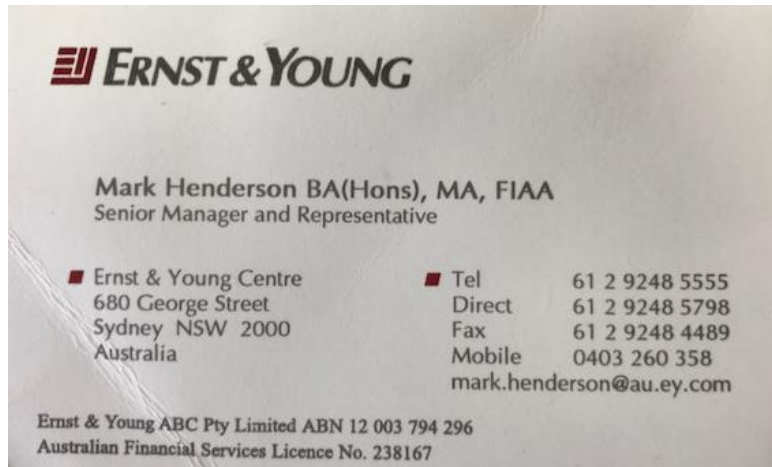 ERNST & YOUNG
Mark Henderson BA(Hons), MA, FIAA
Senior Manager and Representative
Ernst & Young Centre
680 George Street
Sydney NSW 2000
Australia
Tel 61 2 9248 5555
Direct 61 2 9248 5798
Fax 61 2 9248 4489
Mobile 0403 260 358
mark.henderson@au.ey.com
Ernst & Young ABC Pty Limited ABN 12 003 794 296
Australian Financial Services Licence No. 238167